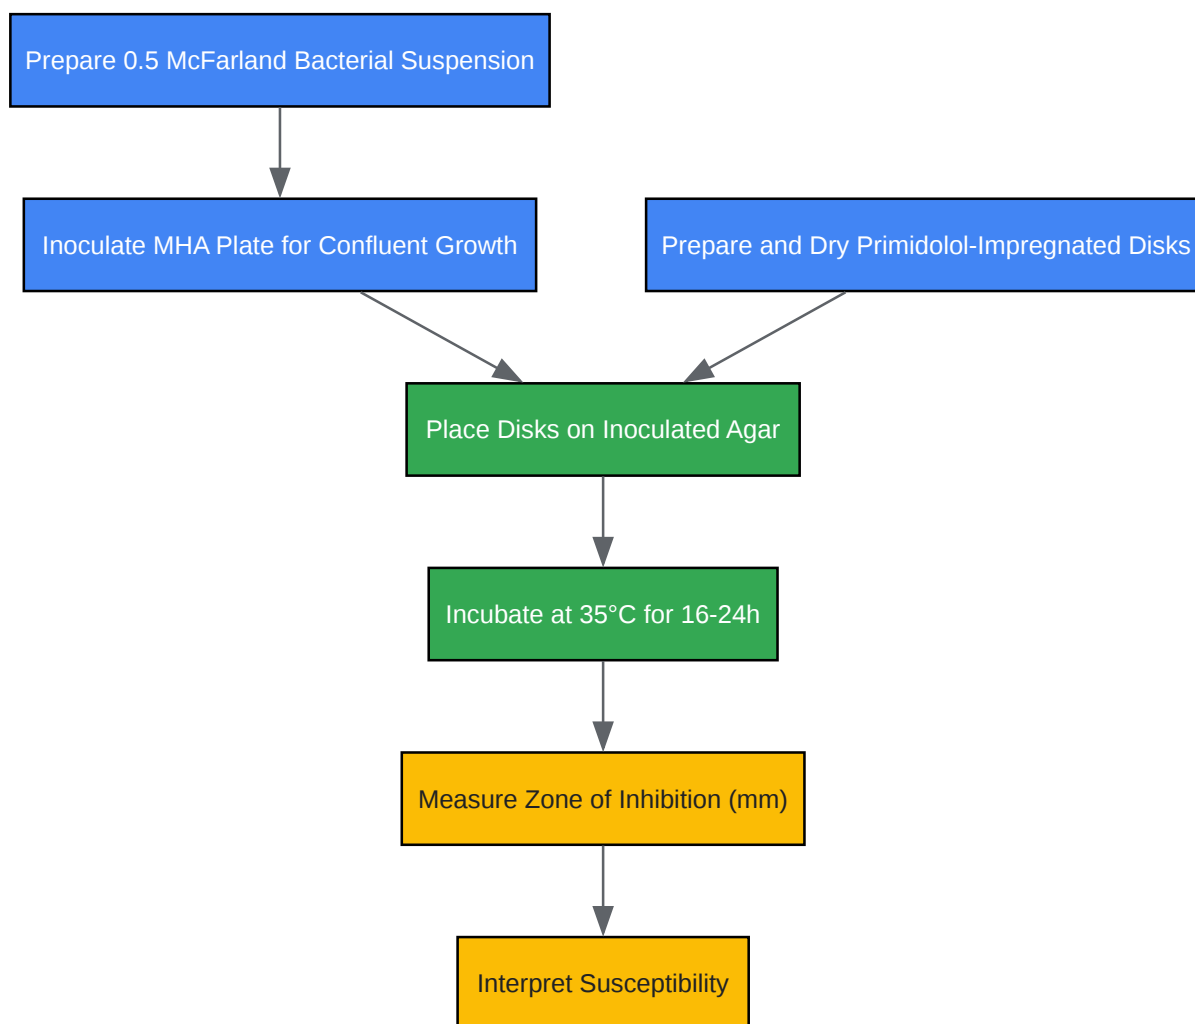 Prepare 0.5 McFarland Bacterial Suspension
Inoculate MHA Plate for Confluent Growth
Prepare and Dry Primidolol-Impregnated Disks
Place Disks on Inoculated Agar
Incubate at 35°C for 16-24h
Measure Zone of Inhibition (mm)
Interpret Susceptibility